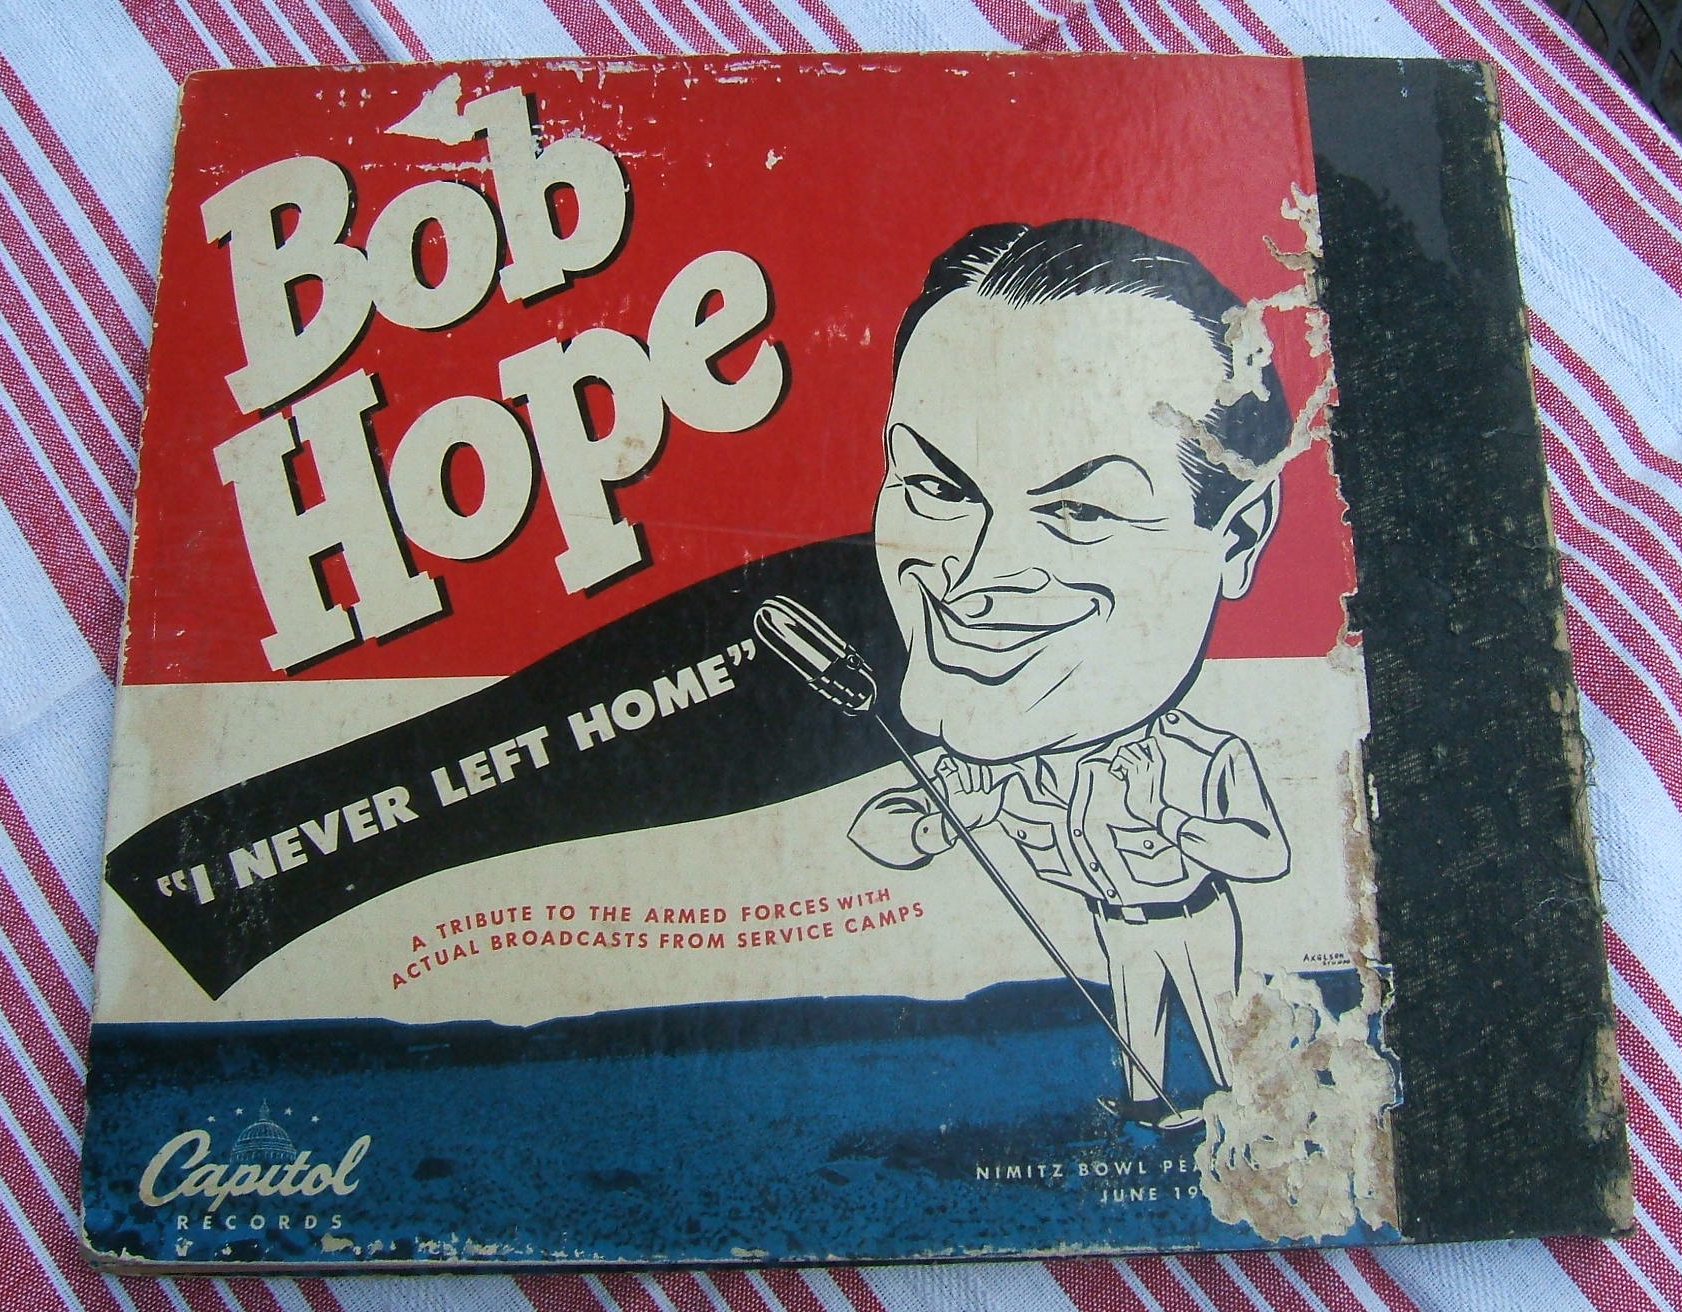 Bob
Hope
“I NEVER LEFT HOME”
A TRIBUTE TO THE ARMED FORCES WITH
ACTUAL BROADCASTS FROM SERVICE CAMPS
AXELSON
Capitol
RECORDS
NIMITZ BOWL
JUNE